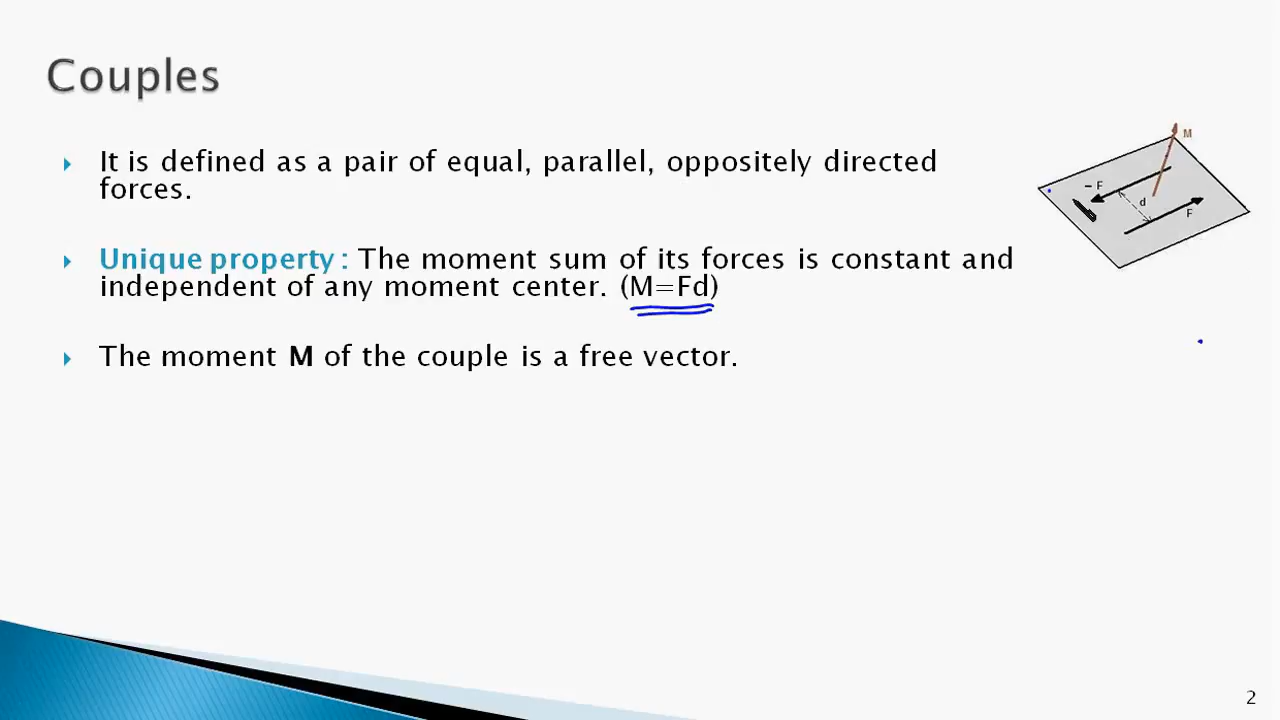 Couples
It is defined as a pair of equal, parallel, oppositely directed
forces.
Unique property : The moment sum of its forces is constant and
independent of any moment center. (M=Fd)
The moment M of the couple is a free vector.
M
– F
d
F
2